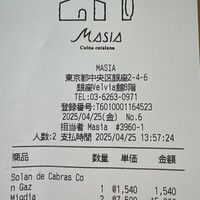 MASIA
Cuina catalana
MASIA
東京都中央区銀座2-4-6
銀座Velvia館8階
TEL:03-6263-0971
登録番号:T6010001164523
2025/04/25(金) No.6
担当者 Masia #3960-1
人数:2 支払時間 2025/04/25 13:57:24
商品 数量 単価 金額
Solan de Cabras Co
n Gaz 1 @1,540 1,540
Migdia 2 @7,500